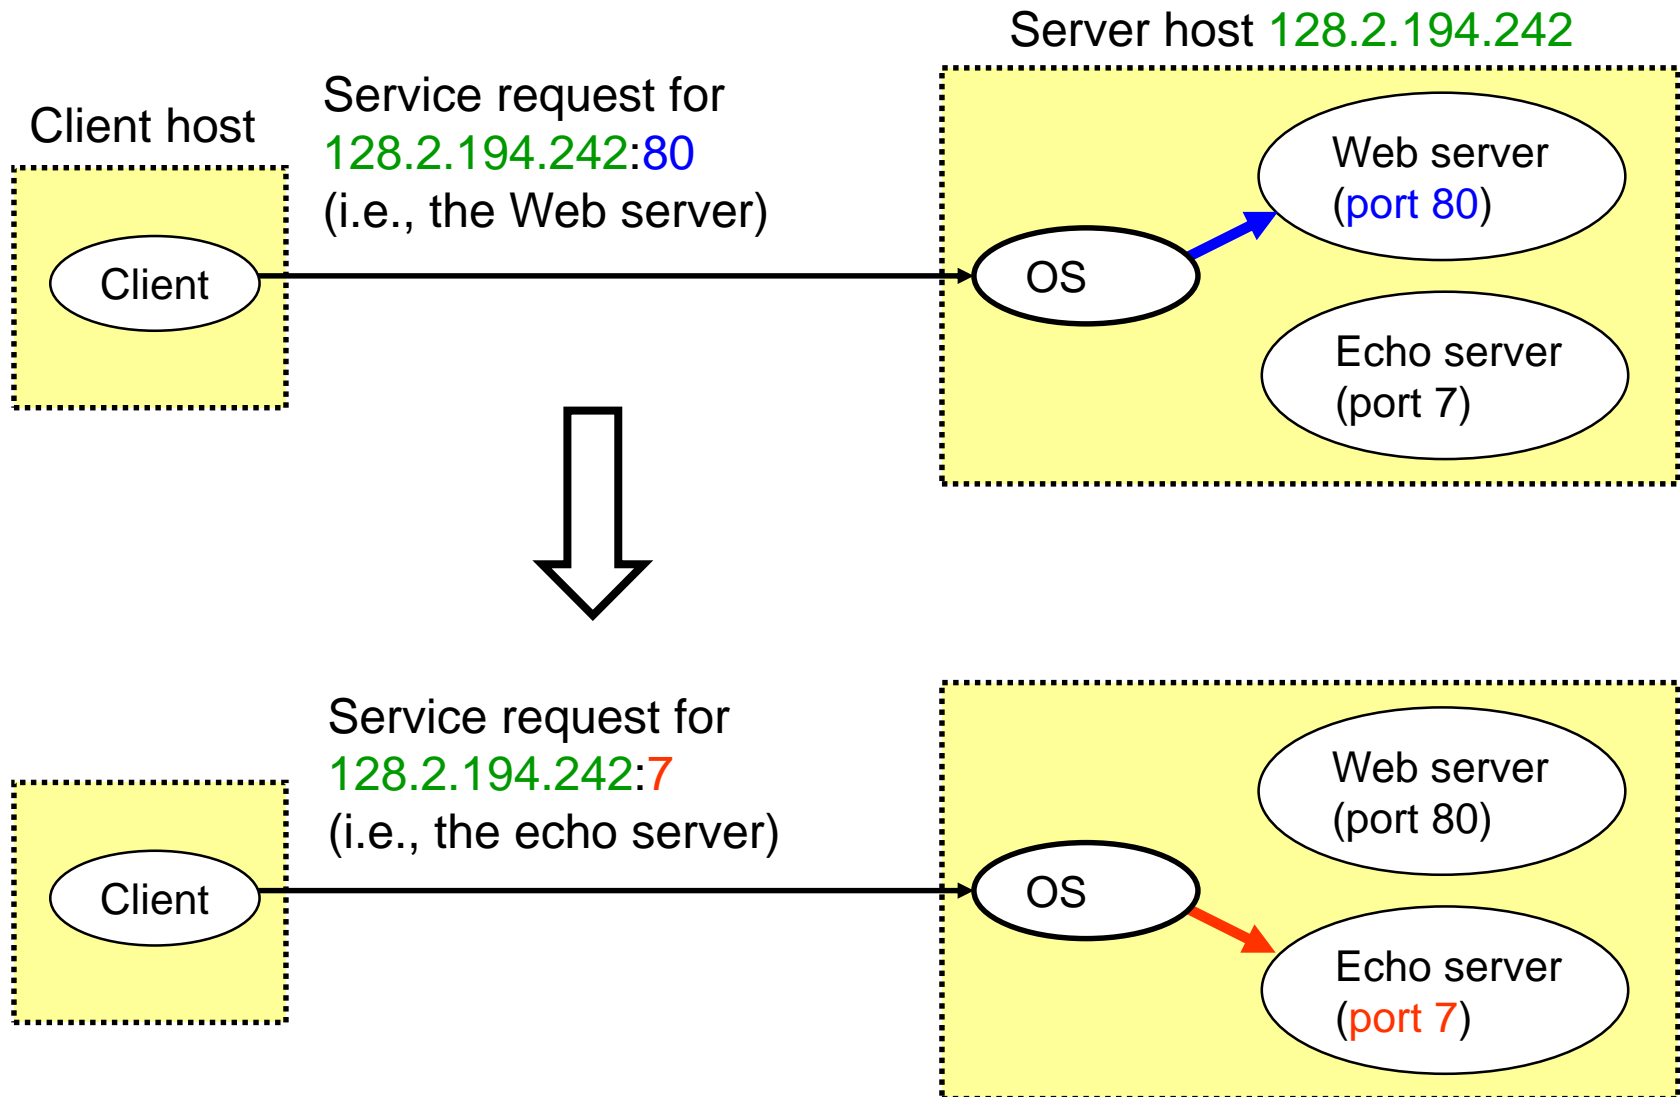 Server host 128.2.194.242
Client host
Service request for
128.2.194.242:80
(i.e., the Web server)
Client
OS
Web server
(port 80)
Echo server
(port 7)
Service request for
128.2.194.242:7
(i.e., the echo server)
Client
OS
Web server
(port 80)
Echo server
(port 7)